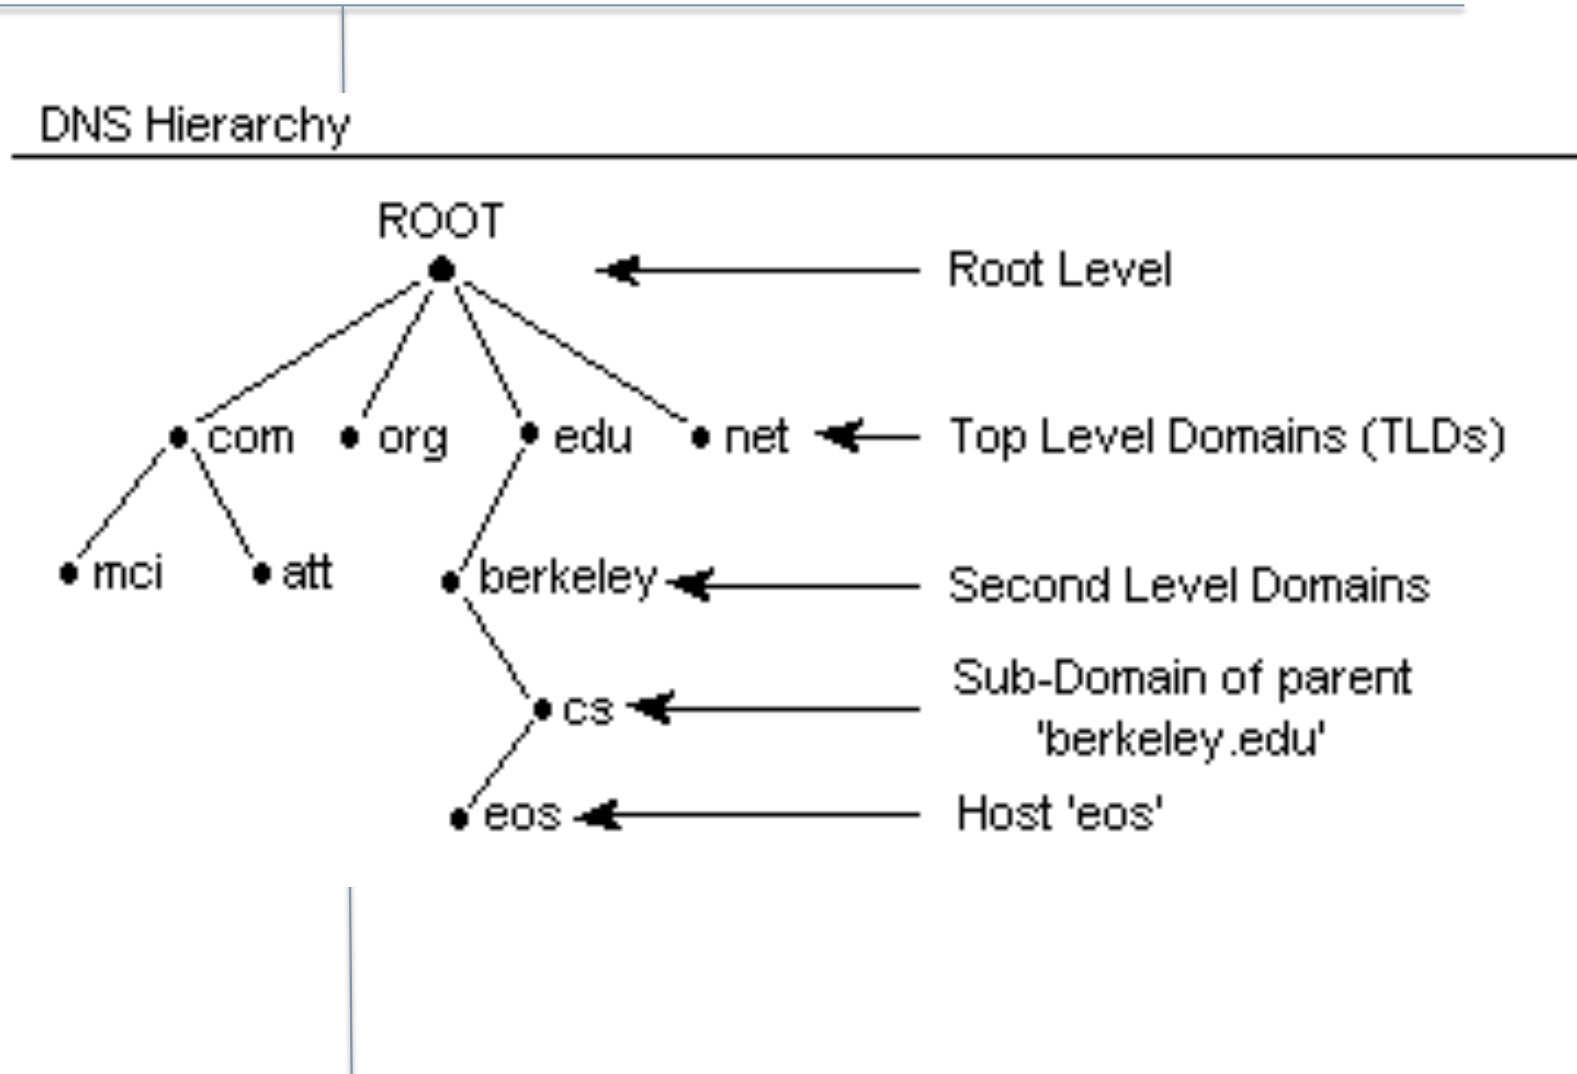 DNS Hierarchy
ROOT
Root Level
com org edu net Top Level Domains (TLDs)
mci att berkeley Second Level Domains
cs Sub-Domain of parent
'berkeley.edu'
eos Host 'eos'